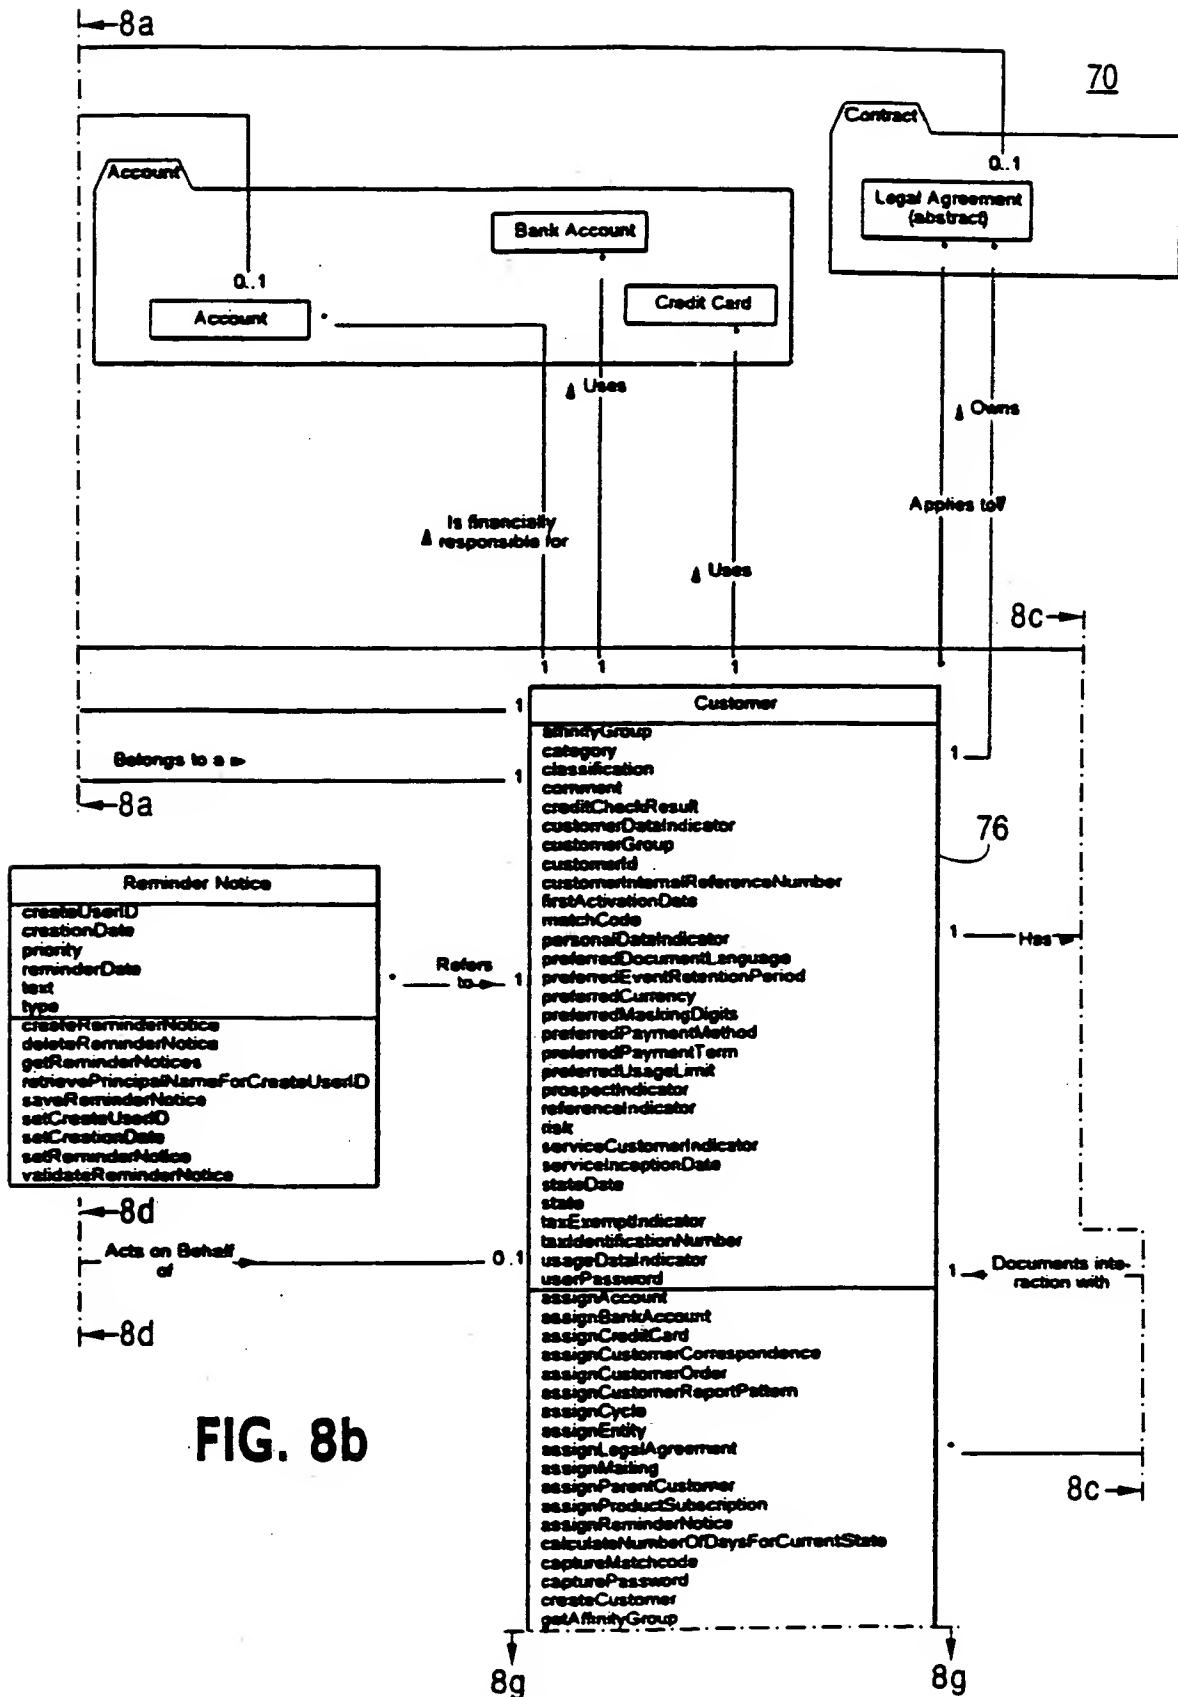 8a
70
Contract
0..1
Legal Agreement
(abstract)
*
*
Account
Bank Account
*
0..1
Account
*
Credit Card
*
Uses
Owns
Applies to
Is financially
responsible for
Uses
8c
1
1
1
*
1
Customer
Belongs to a
1
1
8a
affinityGroup
category
classification
comment
creditCheckResult
customerDataIndicator
customerGroup
customerId
customerInternalReferenceNumber
firstActivationDate
matchCode
personalDataIndicator
preferredDocumentLanguage
preferredEventRetentionPeriod
preferredCurrency
preferredMaskingDigits
preferredPaymentMethod
preferredPaymentTerm
preferredUsageLimit
prospectIndicator
referenceIndicator
risk
serviceCustomerIndicator
serviceInceptionDate
stateDate
state
taxExemptIndicator
taxIdentificationNumber
usageDataIndicator
userPassword
assignAccount
assignBankAccount
assignCreditCard
assignCustomerCorrespondence
assignCustomerOrder
assignCustomerReportPattern
assignCycle
assignEntity
assignLegalAgreement
assignMailing
assignParentCustomer
assignProductSubscription
assignReminderNotice
calculateNumberOfDaysForCurrentState
captureMatchcode
capturePassword
createCustomer
getAffinityGroup
76
1
Has
Reminder Notice
createUserID
creationDate
priority
reminderDate
text
type
createReminderNotice
deleteReminderNotice
getReminderNotices
retrievePrincipalNameForCreateUserID
saveReminderNotice
setCreateUserID
setCreationDate
setReminderNotice
validateReminderNotice
*
Refers
to
1
8d
Acts on Behalf
of
0..1
8d
1
Documents inte-
raction with
*
8c
FIG. 8b
8g
8g